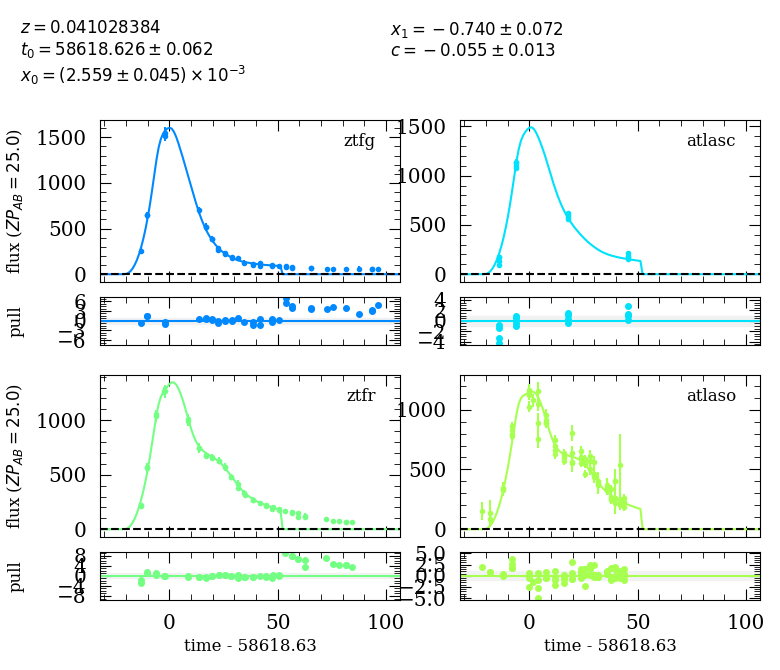 z = 0.041028384
t₀ = 58618.626 ± 0.062
x₀ = (2.559 ± 0.045) × 10⁻³
x₁ = −0.740 ± 0.072
c = −0.055 ± 0.013
ztfg
flux (ZP_AB = 25.0)
1500
1000
500
0
atlasc
1500
1000
500
0
pull
6
3
0
−3
−6
4
2
0
−2
−4
ztfr
flux (ZP_AB = 25.0)
1000
500
0
atlaso
1000
500
0
pull
8
4
0
−4
−8
5.0
2.5
0.0
−2.5
−5.0
0 50 100
time - 58618.63
0 50 100
time - 58618.63